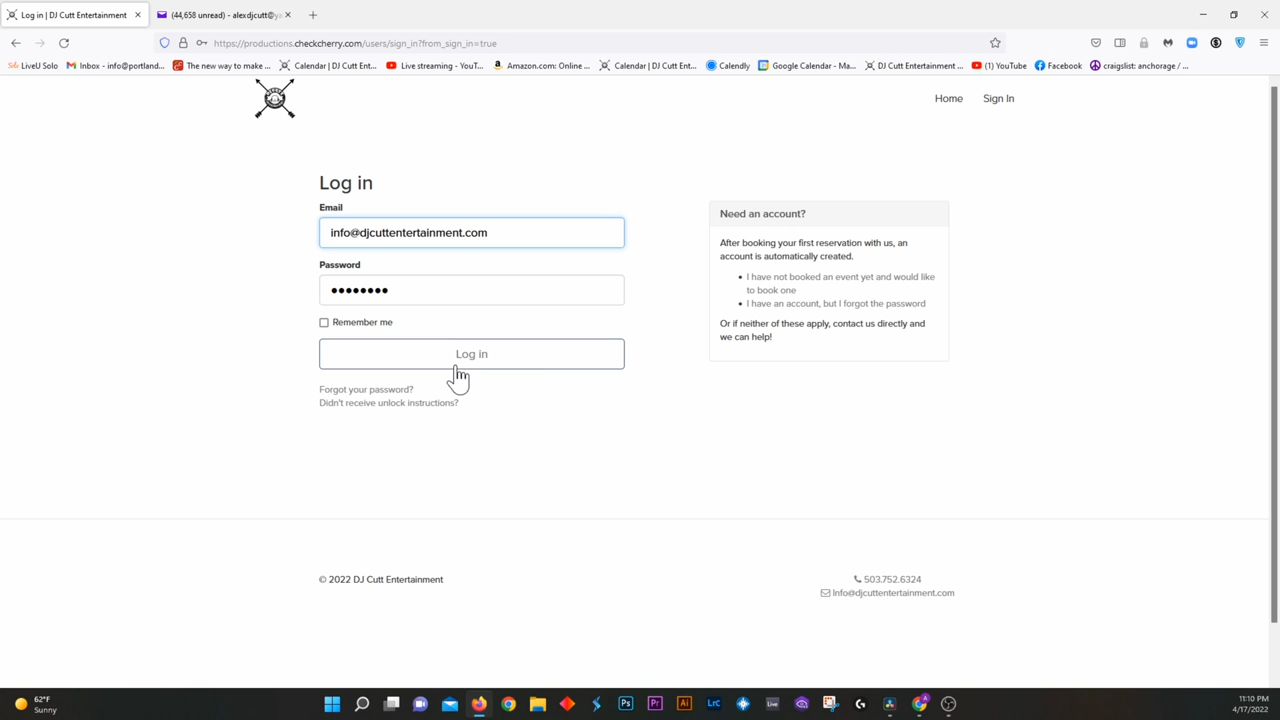 Log in | DJ Cutt Entertainment
(44,658 unread) - alexdjcutt@y
https://productions.checkcherry.com/users/sign_in?from_sign_in=true
LiveU Solo
Inbox - info@portland...
The new way to make ...
Calendar | DJ Cutt Ent...
Live streaming - YouT...
Amazon.com: Online ...
Calendar | DJ Cutt Ent...
Calendly
Google Calendar - Ma...
DJ Cutt Entertainment ...
(1) YouTube
Facebook
craigslist: anchorage / ...
Home
Sign In
Log in
Email
info@djcuttentertainment.com
Password
Remember me
Log in
Forgot your password?
Didn't receive unlock instructions?
Need an account?
After booking your first reservation with us, an
account is automatically created.
I have not booked an event yet and would like
to book one
I have an account, but I forgot the password
Or if neither of these apply, contact us directly and
we can help!
© 2022 DJ Cutt Entertainment
503.752.6324
Info@djcuttentertainment.com
62°F
Sunny
Ps
Pr
Ai
Lrc
Live
11:10 PM
4/17/2022